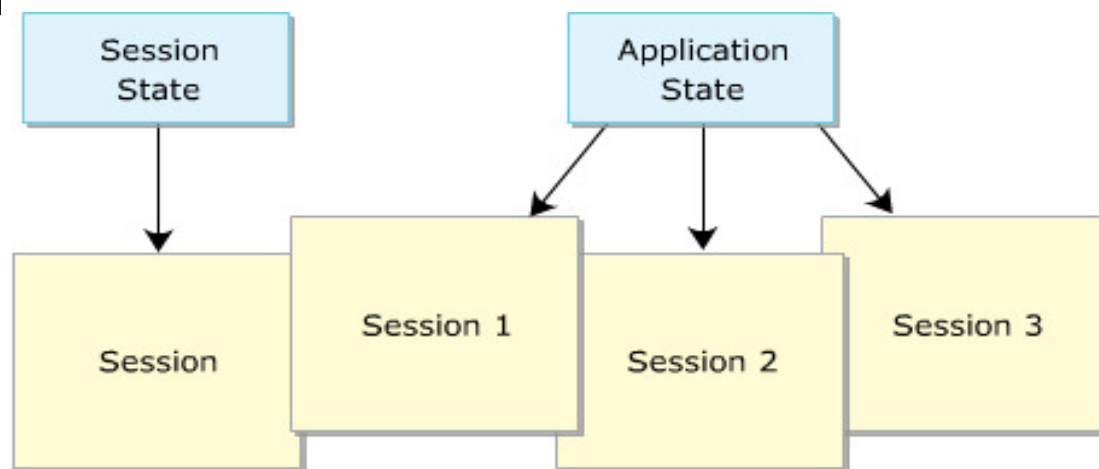 Session
State
Application
State
Session
Session 1
Session 2
Session 3